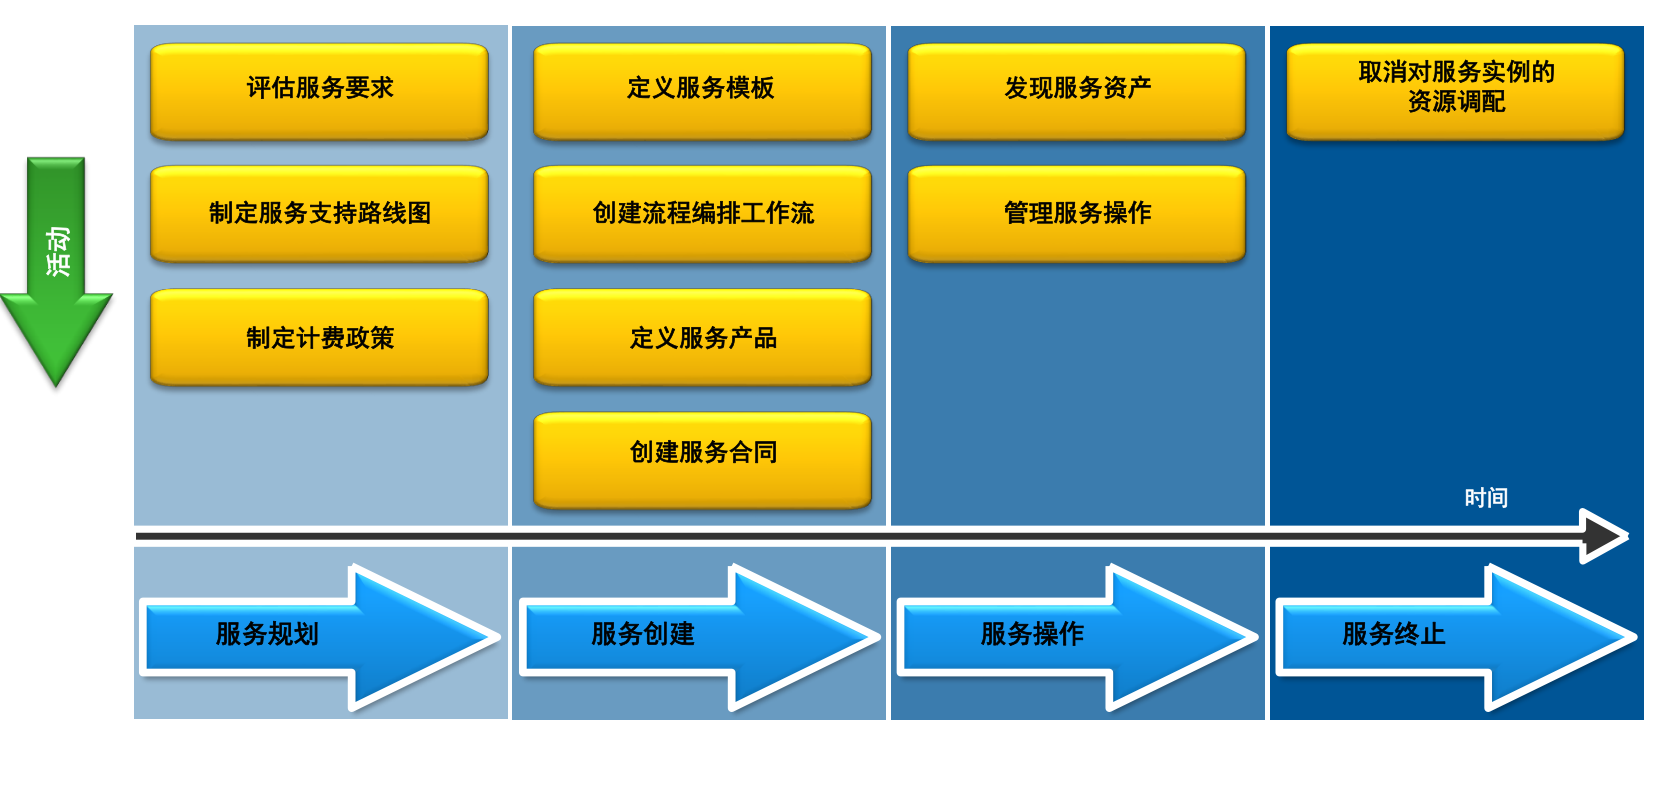 活动
评估服务要求
制定服务支持路线图
制定计费政策
定义服务模板
创建流程编排工作流
定义服务产品
创建服务合同
发现服务资产
管理服务操作
取消对服务实例的
资源调配
时间
服务规划
服务创建
服务操作
服务终止